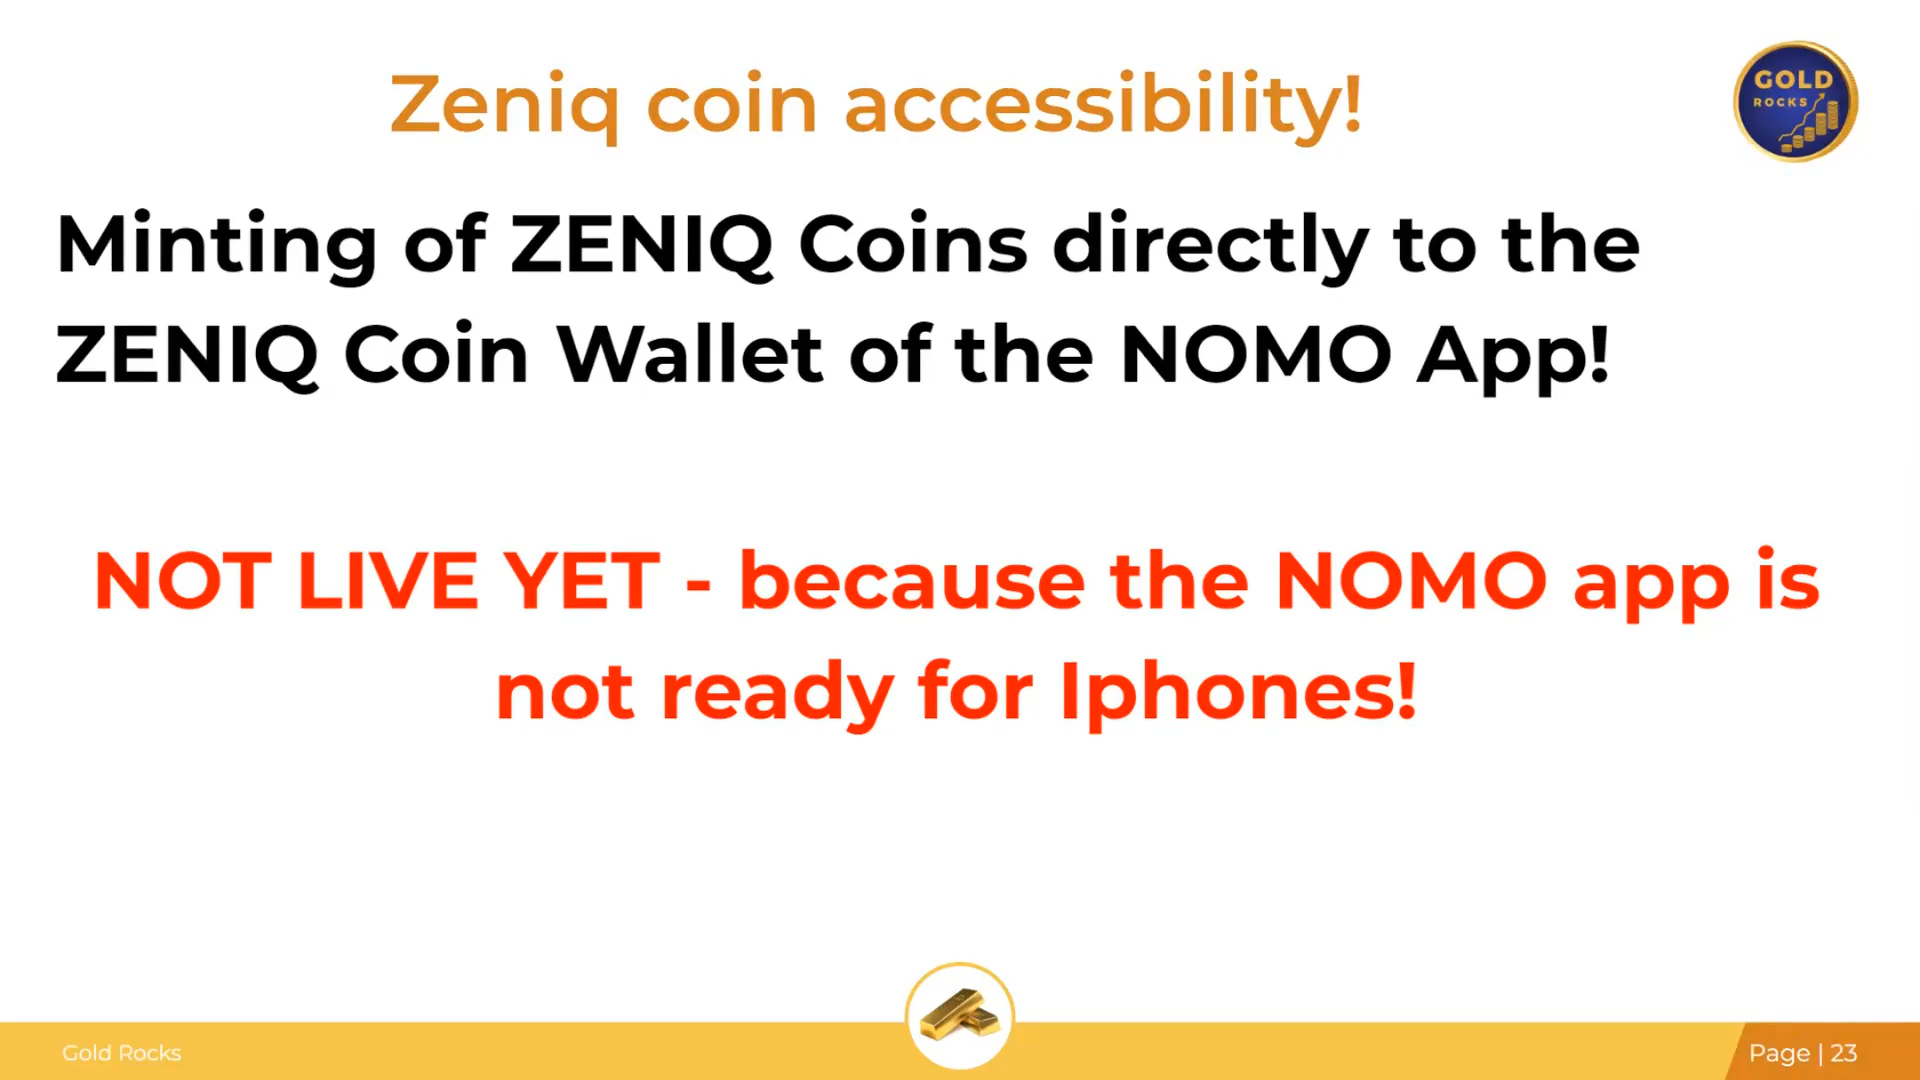 Zeniq coin accessibility!
GOLD
ROCKS
Minting of ZENIQ Coins directly to the
ZENIQ Coin Wallet of the NOMO App!
NOT LIVE YET - because the NOMO app is
not ready for Iphones!
Gold Rocks
Page | 23